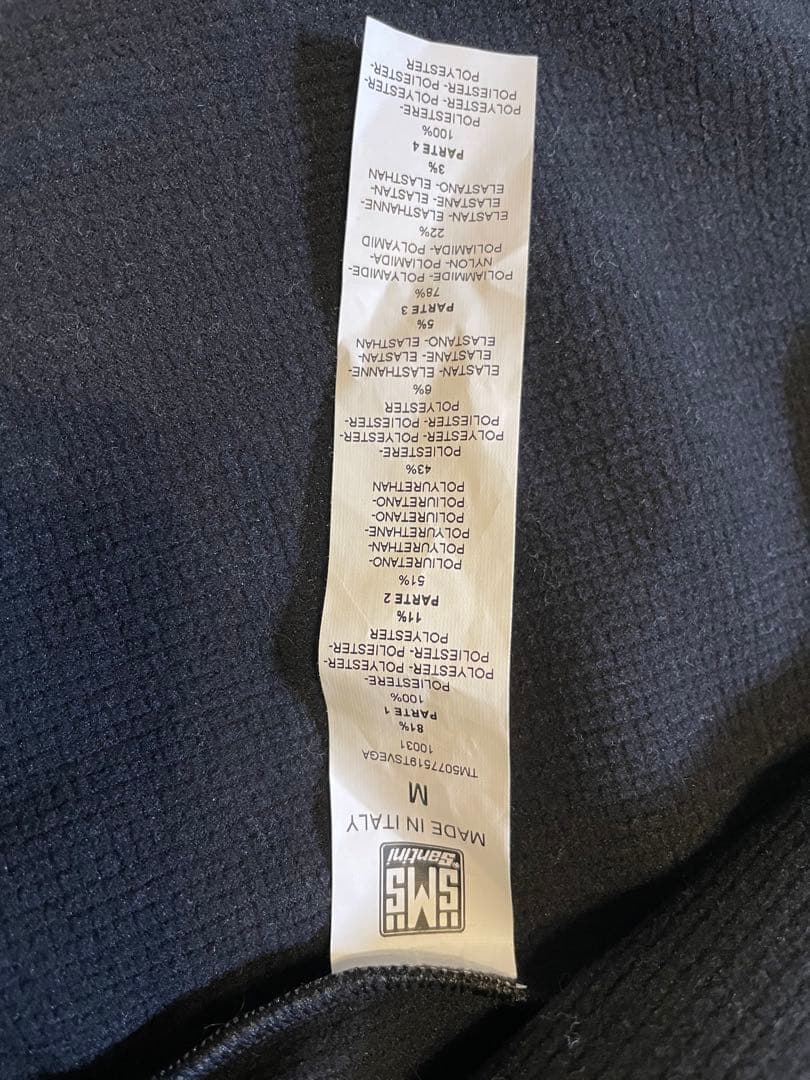 SMS
Santini
MADE IN ITALY
M
TM5077519TSVEGA
10031
81%
PARTE 1
100%
POLIESTERE-
POLYESTER- POLYESTER-
POLIESTER- POLIESTER-
POLYESTER
11%
PARTE 2
51%
POLIURETANO-
POLYURETHAN-
POLYURETHANE-
POLIURETANO-
POLIURETANO-
POLYURETHAN
43%
POLIESTERE-
POLYESTER- POLYESTER-
POLIESTER- POLIESTER-
POLYESTER
6%
ELASTAN- ELASTHANNE-
ELASTANE- ELASTAN-
ELASTANO- ELASTHAN
5%
PARTE 3
78%
POLIAMMIDE- POLYAMIDE-
NYLON- POLIAMIDA-
POLIAMIDA- POLYAMID
22%
ELASTAN- ELASTHANNE-
ELASTANE- ELASTAN-
ELASTANO- ELASTHAN
3%
PARTE 4
100%
POLIESTERE-
POLYESTER- POLYESTER-
POLIESTER- POLIESTER-
POLYESTER